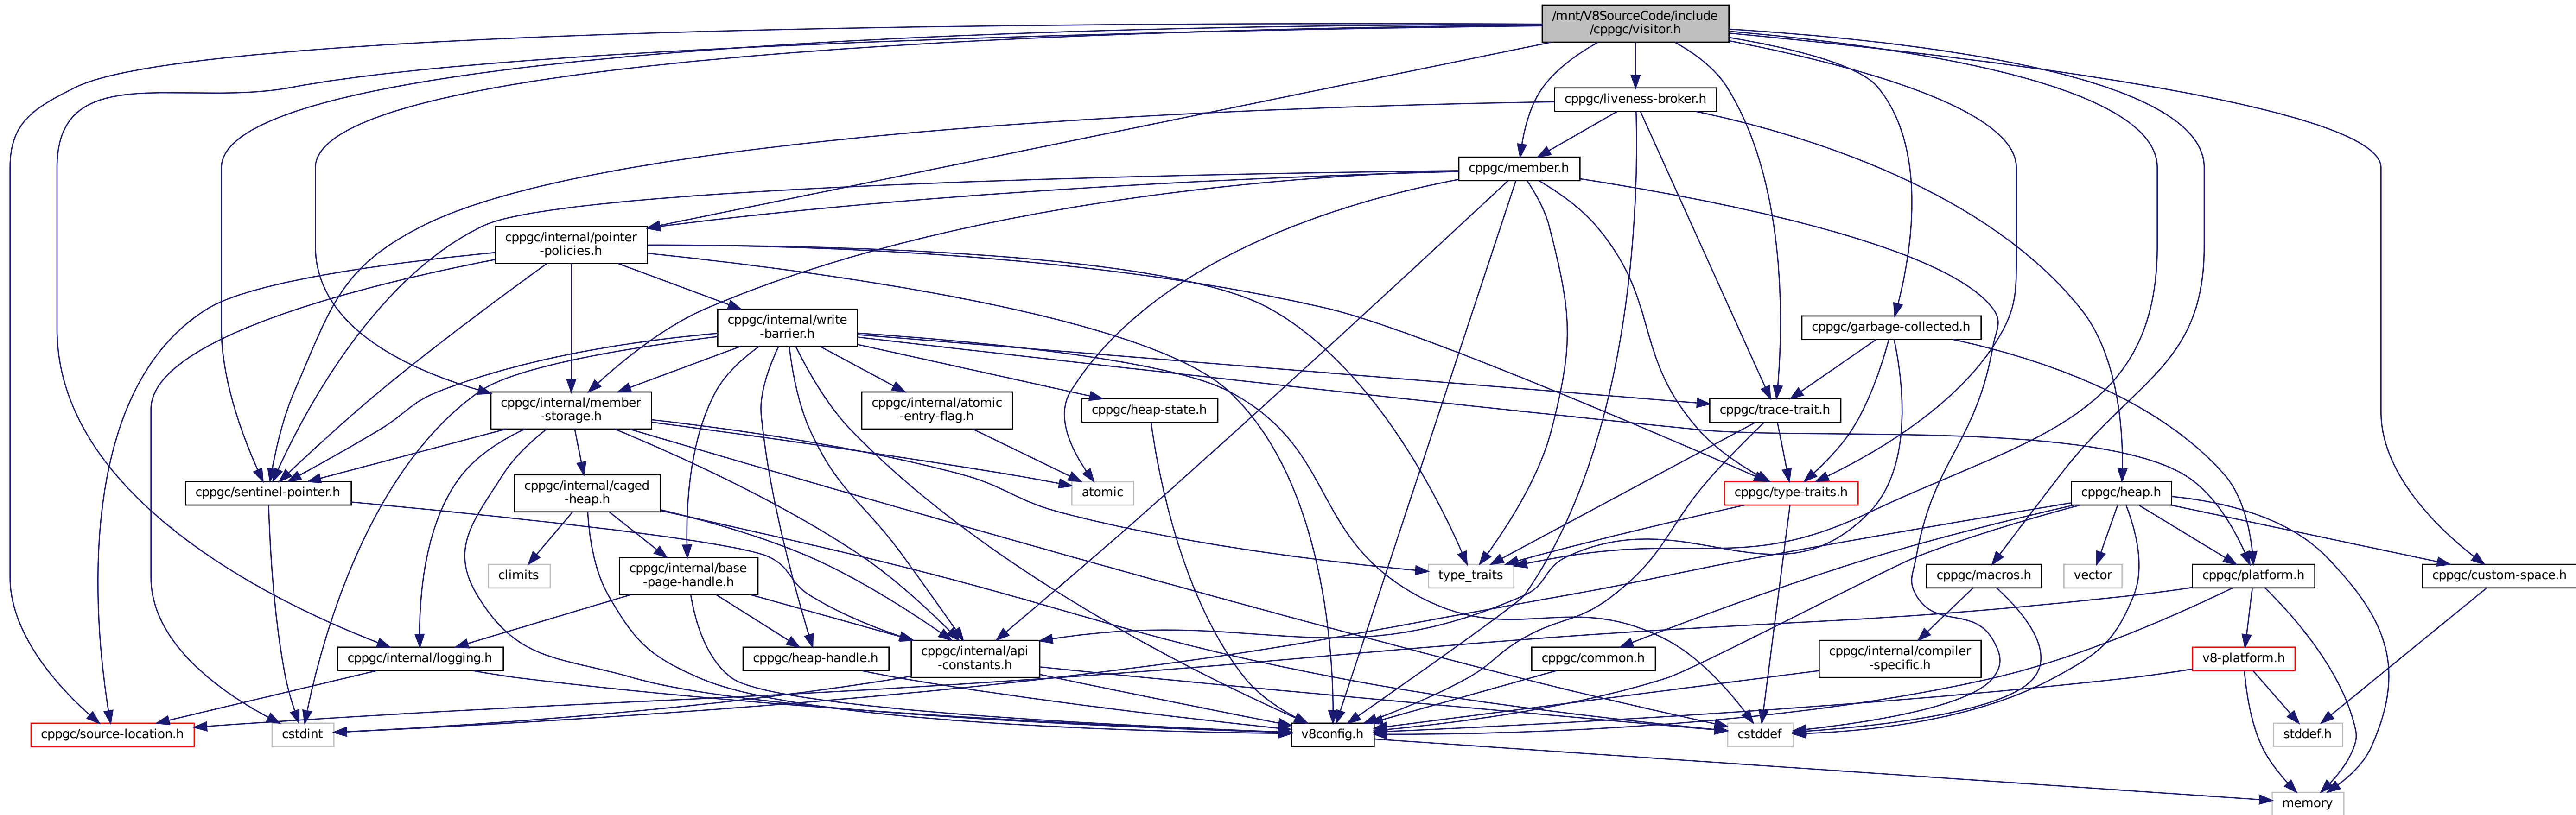 /mnt/V8SourceCode/include
/cppgc/visitor.h
cppgc/liveness-broker.h
cppgc/member.h
cppgc/internal/pointer
-policies.h
cppgc/internal/write
-barrier.h
cppgc/garbage-collected.h
cppgc/internal/member
-storage.h
cppgc/internal/atomic
-entry-flag.h
cppgc/heap-state.h
cppgc/trace-trait.h
cppgc/sentinel-pointer.h
cppgc/internal/caged
-heap.h
atomic
cppgc/type-traits.h
cppgc/heap.h
climits
cppgc/internal/base
-page-handle.h
type_traits
cppgc/macros.h
vector
cppgc/platform.h
cppgc/custom-space.h
cppgc/internal/logging.h
cppgc/heap-handle.h
cppgc/internal/api
-constants.h
cppgc/common.h
cppgc/internal/compiler
-specific.h
v8-platform.h
cppgc/source-location.h
cstdint
v8config.h
cstddef
stddef.h
memory